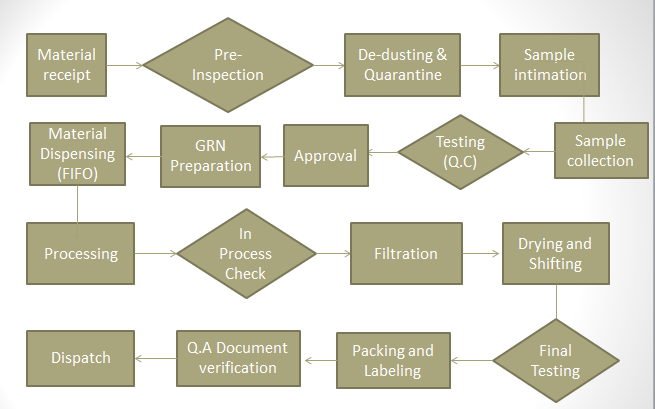 Material
receipt
Pre-
Inspection
De-dusting &
Quarantine
Sample
intimation
Sample
collection
Testing
(Q.C)
Approval
GRN
Preparation
Material
Dispensing
(FIFO)
Processing
In
Process
Check
Filtration
Drying and
Shifting
Final
Testing
Packing and
Labeling
Q.A Document
verification
Dispatch